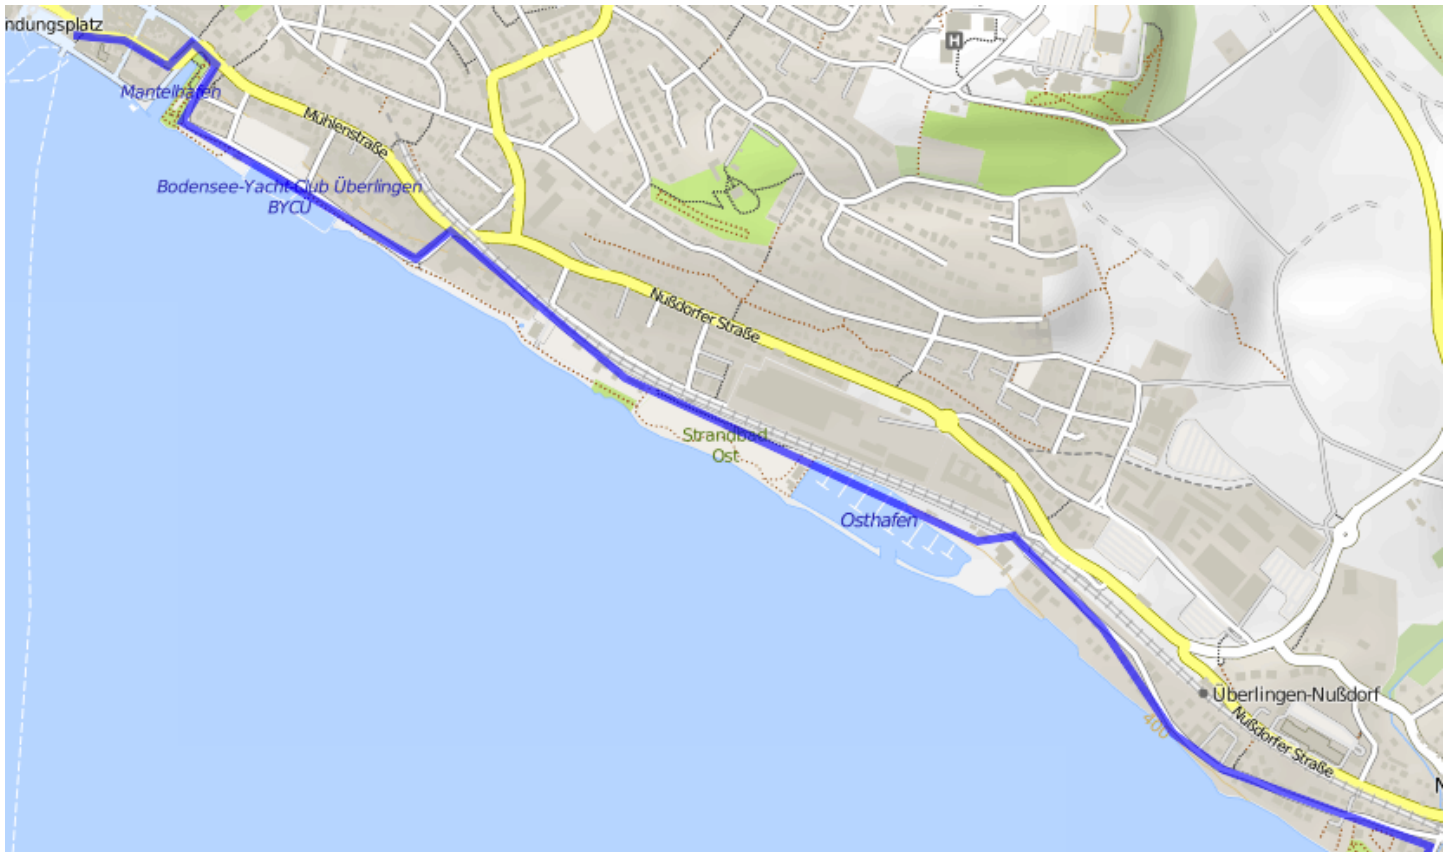 ndungsplatz
H
Mantelhafen
Mühlenstraße
Bodensee-Yacht-Club Überlingen
BYCÜ
Nußdorfer Straße
Strandbad
Ost
Osthafen
Überlingen-Nußdorf
400
Nußdorfer Straße
N